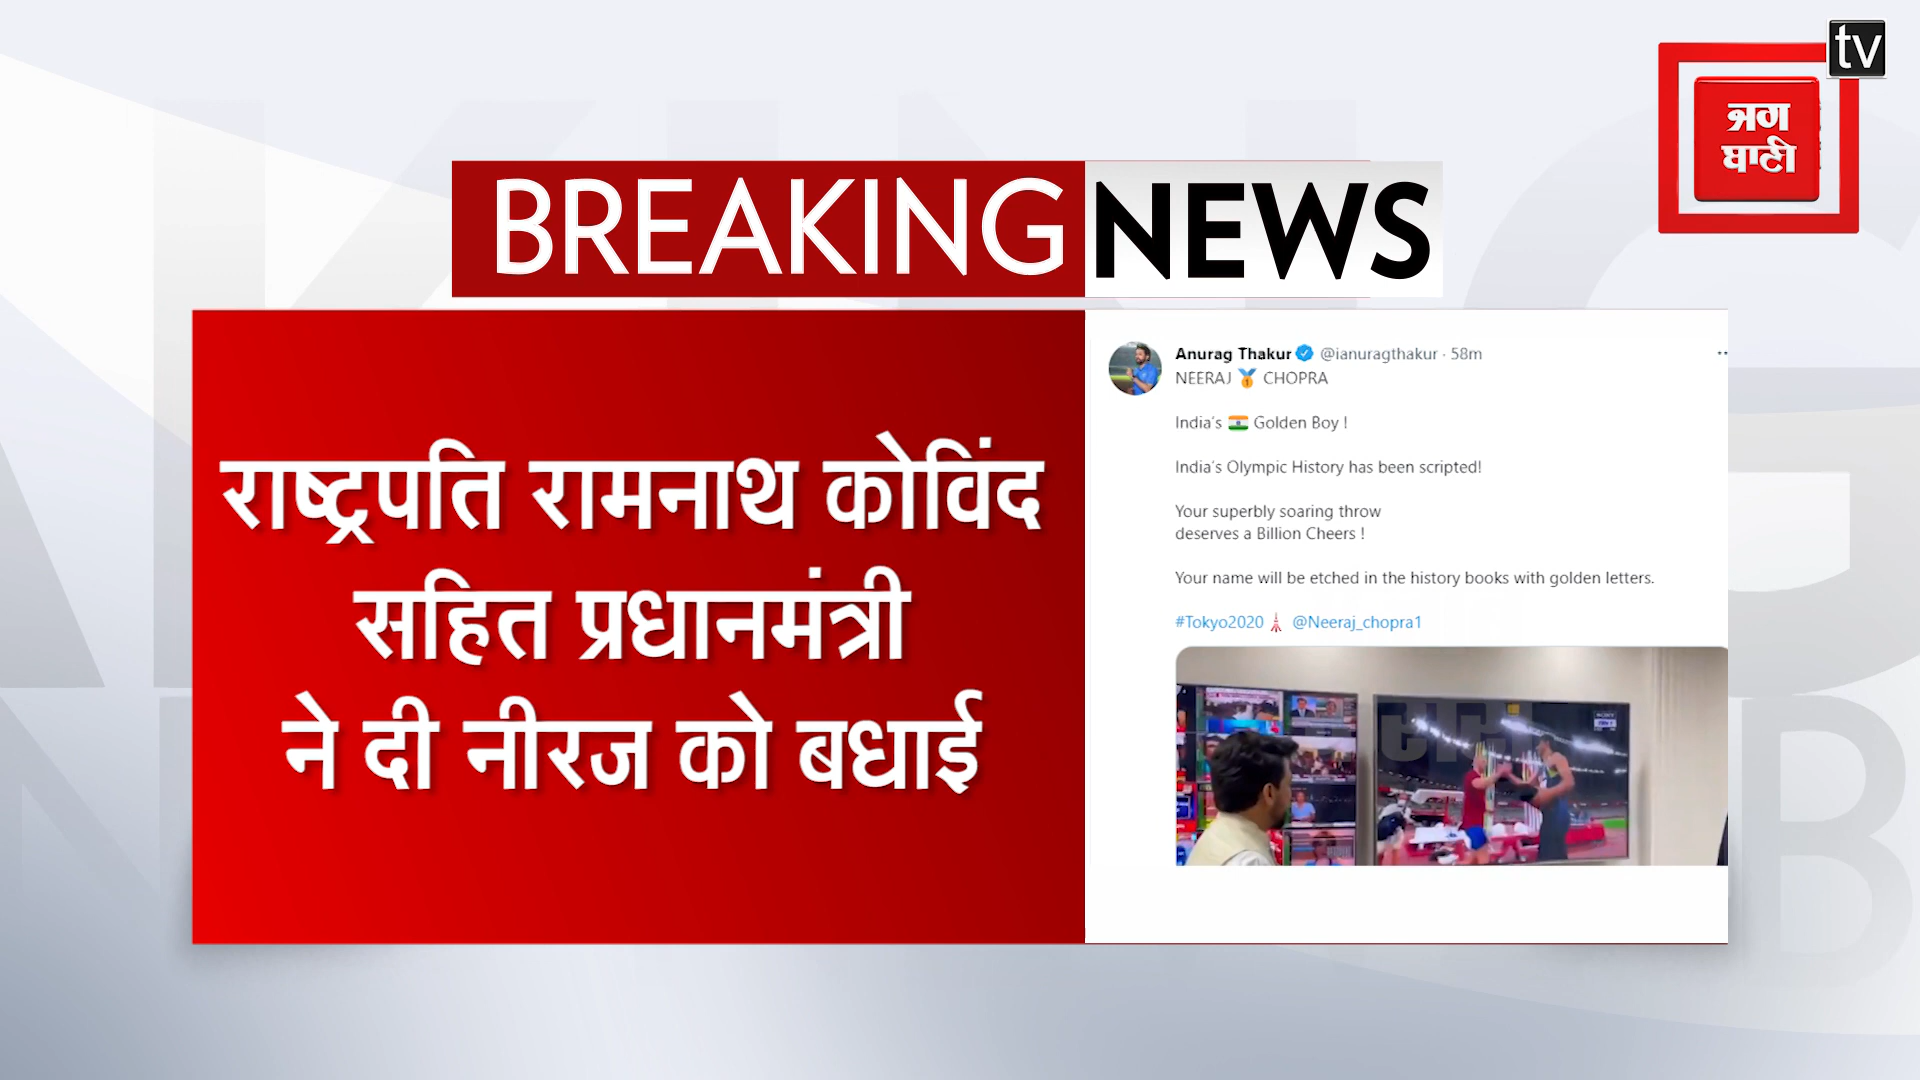 tv
ਜਗ
ਬਾਣੀ
BREAKING NEWS
राष्ट्रपति रामनाथ कोविंद
सहित प्रधानमंत्री
ने दी नीरज को बधाई
Anurag Thakur @ianuragthakur · 58m
NEERAJ 🏅 CHOPRA
India's 🇮🇳 Golden Boy !
India's Olympic History has been scripted!
Your superbly soaring throw
deserves a Billion Cheers !
Your name will be etched in the history books with golden letters.
#Tokyo2020 🗼 @Neeraj_chopra1